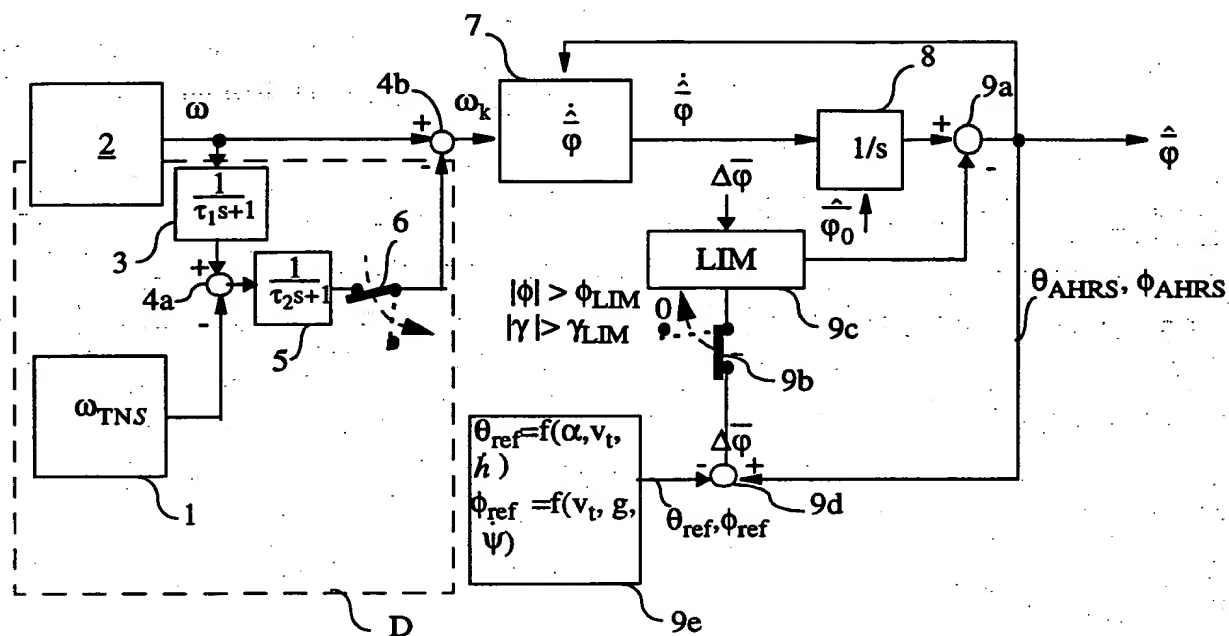 7
8
9a
4b
ω
ω_k
+
-
2
φ̂̇
φ̂̇
1/s
+
-
φ̂
Δφ̄
φ̂₀
1/(τ₁s+1)
3
6
LIM
9c
θ_AHRS, φ_AHRS
+
4a
-
1/(τ₂s+1)
5
|ϕ| > ϕ_LIM
|γ| > γ_LIM
0
9b
ω_TNS
1
θ_ref=f(α,v_t,
ḣ)
ϕ_ref =f(v_t, g,
ψ̇)
Δφ̄
-
+
9d
θ_ref,ϕ_ref
D
9e